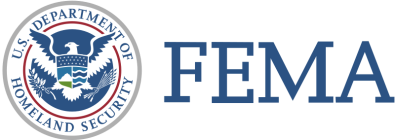 U.S. DEPARTMENT OF
HOMELAND SECURITY
FEMA